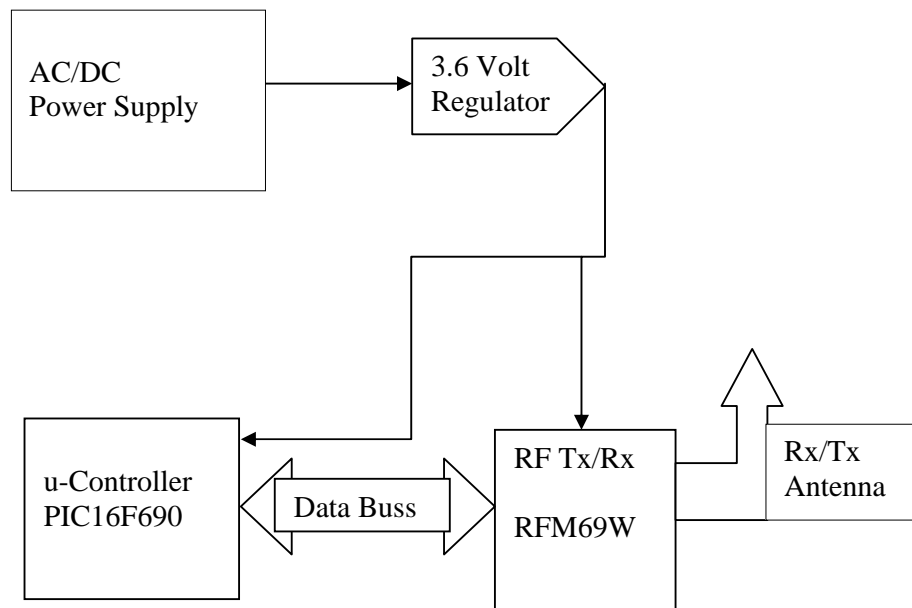 AC/DC
Power Supply
3.6 Volt
Regulator
u-Controller
PIC16F690
Data Buss
RF Tx/Rx
RFM69W
Rx/Tx
Antenna